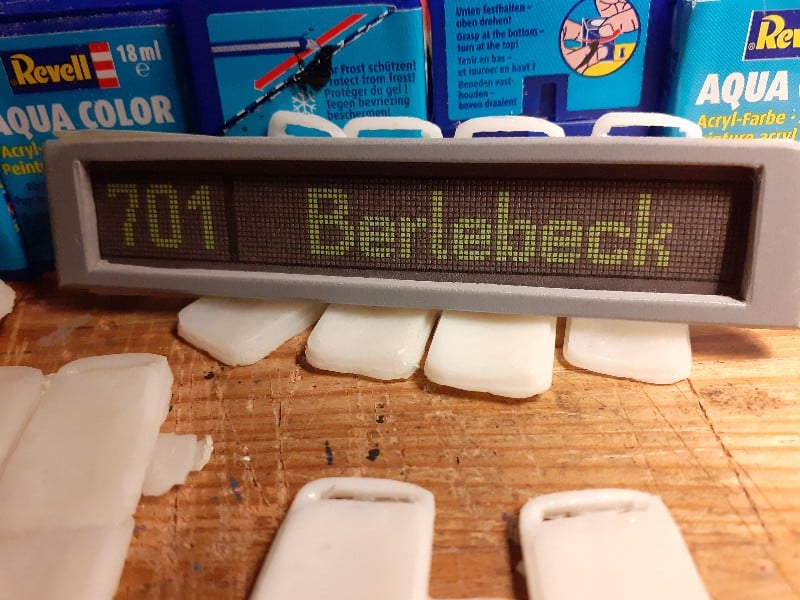 Revell
18 ml
e
AQUA COLOR
Acryl-
Frost schützen!
protect from frost!
Protéger du gel!
Tegen bevriezing
beschermen!
Unten festhalten -
oben drehen!
Grasp at the bottom -
turn at the top!
Tenir en bas -
et tourner en haut!
Beneden vast-
houden -
boven draaien!
AQUA
Acryl-Farbe
701 Berlebeck